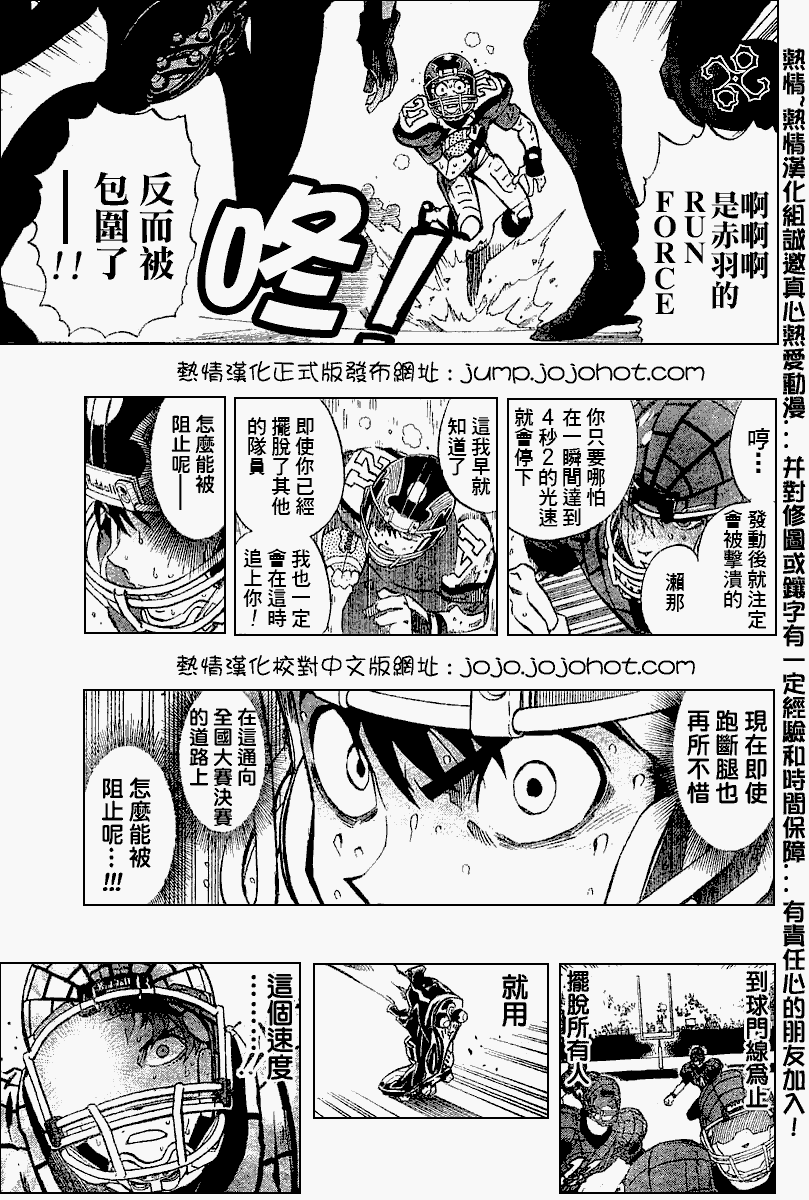 啊啊啊
是赤羽的
RUN
FORCE
反而被
包圍了
——!!
咚!
21
熱情漢化正式版發布網址：jump.jojohot.com
哼…
發動後就注定
會被擊潰的
瀨那
你只要哪怕
在一瞬間達到
4秒2的光速
就會停下
這我早就
知道了
即使你已經
擺脫了其他
的隊員
我也一定
會在這時
追上你!
21
怎麼能被
阻止呢——
熱情漢化校對中文版網址：jojo.jojohot.com
現在即使
跑斷腿也
再所不惜
在這通向
全國大賽決賽
的道路上
怎麼能被
阻止呢…!!!
到球門線為止
擺脫所有人
就用
這個速度
………!!
熱情，熱情漢化組誠邀真心熱愛動漫...并對修圖或鑲字有一定經驗和時間保障...有責任心的朋友加入！